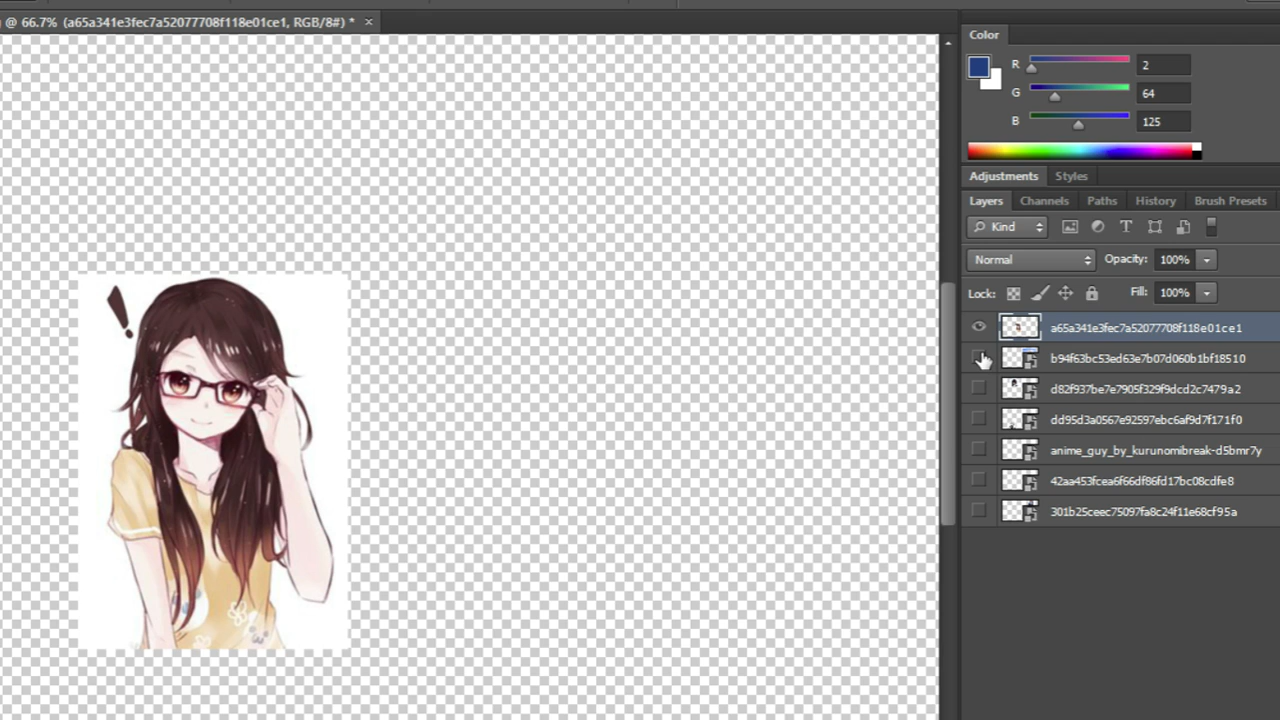 @ 66.7% (a65a341e3fec7a52077708f118e01ce1, RGB/8#) *
Color
R 2
G 64
B 125
Adjustments Styles
Layers Channels Paths History Brush Presets
Kind
Normal Opacity: 100%
Lock: Fill: 100%
a65a341e3fec7a52077708f118e01ce1
b94f63bc53ed63e7b07d060b1bf18510
d82f937be7e7905f329f9dcd2c7479a2
dd95d3a0567e92597ebc6af9d7f171f0
anime_guy_by_kurunomibreak-d5bmr7y
42aa453fcea6f66df86fd17bc08cdfe8
301b25ceec75097fa8c24f11e68cf95a